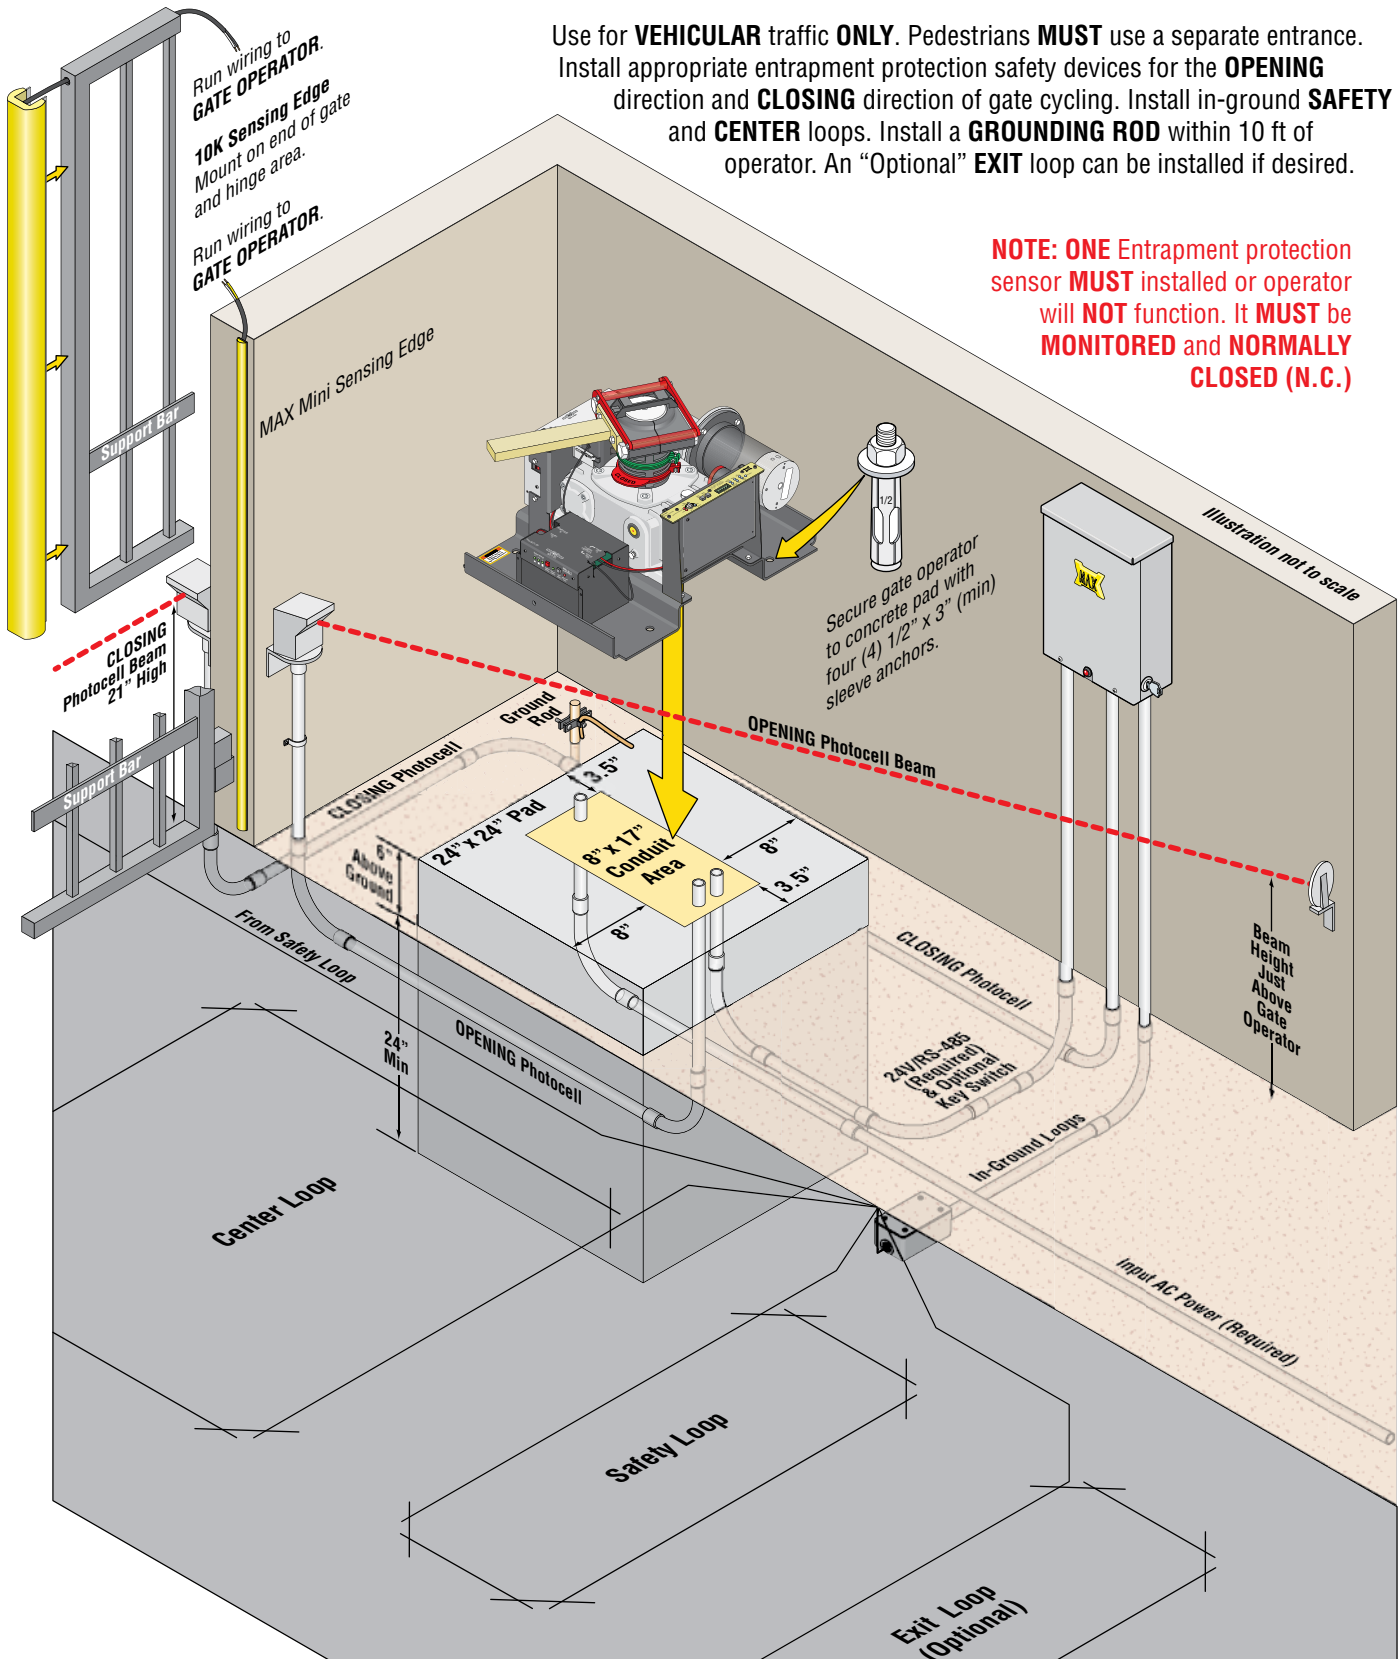 Use for VEHICULAR traffic ONLY. Pedestrians MUST use a separate entrance.
Install appropriate entrapment protection safety devices for the OPENING
direction and CLOSING direction of gate cycling. Install in-ground SAFETY
and CENTER loops. Install a GROUNDING ROD within 10 ft of
operator. An “Optional” EXIT loop can be installed if desired.
NOTE: ONE Entrapment protection
sensor MUST installed or operator
will NOT function. It MUST be
MONITORED and NORMALLY
CLOSED (N.C.)
Run wiring to
GATE OPERATOR.
10K Sensing Edge
Mount on end of gate
and hinge area.
Run wiring to
GATE OPERATOR.
MAX Mini Sensing Edge
Support Bar
1/2
Secure gate operator
to concrete pad with
four (4) 1/2” x 3” (min)
sleeve anchors.
MAX
Illustration not to scale
CLOSING
Photocell Beam
21” High
Support Bar
Ground
Rod
OPENING Photocell Beam
CLOSING Photocell
3.5”
24” x 24” Pad
8” x 17”
Conduit
Area
8”
3.5”
8”
6”
Above
Ground
From Safety Loop
24”
Min
OPENING Photocell
CLOSING Photocell
24V/RS-485
(Required)
& Optional
Key Switch
In-Ground Loops
Beam
Height
Just
Above
Gate
Operator
Input AC Power (Required)
Center Loop
Safety Loop
Exit Loop
(Optional)